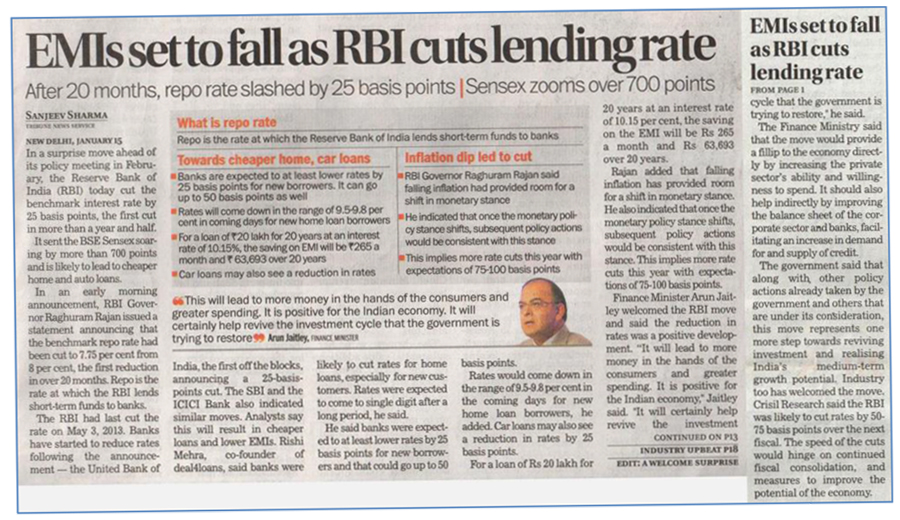 EMIs set to fall as RBI cuts lending rate
After 20 months, repo rate slashed by 25 basis points | Sensex zooms over 700 points
SANJEEV SHARMA
TRIBUNE NEWS SERVICE
NEW DELHI, JANUARY 15
In a surprise move ahead of
its policy meeting in Febru-
ary, the Reserve Bank of
India (RBI) today cut the
benchmark interest rate by
25 basis points, the first cut
in more than a year and half.
It sent the BSE Sensex soar-
ing by more than 700 points
and is likely to lead to cheaper
home and auto loans.
In an early morning
announcement, RBI Gover-
nor Raghuram Rajan issued a
statement announcing that
the benchmark repo rate had
been cut to 7.75 per cent from
8 per cent, the first reduction
in over 20 months. Repo is the
rate at which the RBI lends
short-term funds to banks.
The RBI had last cut the
rate on May 3, 2013. Banks
have started to reduce rates
following the announce-
ment — the United Bank of
What is repo rate
Repo is the rate at which the Reserve Bank of India lends short-term funds to banks
Towards cheaper home, car loans
Banks are expected to at least lower rates by
25 basis points for new borrowers. It can go
up to 50 basis points as well
Rates will come down in the range of 9.5-9.8 per
cent in coming days for new home loan borrowers
For a loan of ₹20 lakh for 20 years at an interest
rate of 10.15%, the saving on EMI will be ₹265 a
month and ₹ 63,693 over 20 years
Car loans may also see a reduction in rates
Inflation dip led to cut
RBI Governor Raghuram Rajan said
falling inflation had provided room for a
shift in monetary stance
He indicated that once the monetary poli-
cy stance shifts, subsequent policy actions
would be consistent with this stance
This implies more rate cuts this year with
expectations of 75-100 basis points
“This will lead to more money in the hands of the consumers and
greater spending. It is positive for the Indian economy. It will
certainly help revive the investment cycle that the government is
trying to restore” Arun Jaitley, FINANCE MINISTER
India, the first off the blocks,
announcing a 25-basis-
points cut. The SBI and the
ICICI Bank also indicated
similar moves. Analysts say
this will result in cheaper
loans and lower EMIs. Rishi
Mehra, co-founder of
deal4loans, said banks were
likely to cut rates for home
loans, especially for new cus-
tomers. Rates were expected
to come to single digit after a
long period, he said.
He said banks were expect-
ed to at least lower rates by 25
basis points for new borrow-
ers and that could go up to 50
basis points.
Rates would come down in
the range of 9.5-9.8 per cent in
the coming days for new
home loan borrowers, he
added. Car loans may also see
a reduction in rates by 25
basis points.
For a loan of Rs 20 lakh for
20 years at an interest rate
of 10.15 per cent, the saving
on the EMI will be Rs 265
a month and Rs 63,693
over 20 years.
Rajan added that falling
inflation has provided room
for a shift in monetary stance.
He also indicated that once the
monetary policy stance shifts,
subsequent policy actions
would be consistent with this
stance. This implies more rate
cuts this year with expecta-
tions of 75-100 basis points.
Finance Minister Arun Jait-
ley welcomed the RBI move
and said the reduction in
rates was a positive develop-
ment. “It will lead to more
money in the hands of the
consumers and greater
spending. It is positive for
the Indian economy,” Jaitley
said. “It will certainly help
revive the investment
CONTINUED ON P13
INDUSTRY UPBEAT P18
EDIT: A WELCOME SURPRISE
EMIs set to fall
as RBI cuts
lending rate
FROM PAGE 1
cycle that the government is
trying to restore,” he said.
The Finance Ministry said
that the move would provide
a fillip to the economy direct-
ly by increasing the private
sector's ability and willing-
ness to spend. It should also
help indirectly by improving
the balance sheet of the cor-
porate sector and banks, facil-
itating an increase in demand
for and supply of credit.
The government said that
along with other policy
actions already taken by the
government and others that
are under its consideration,
this move represents one
more step towards reviving
investment and realising
India's medium-term
growth potential. Industry
too has welcomed the move.
Crisil Research said the RBI
was likely to cut rates by 50-
75 basis points over the next
fiscal. The speed of the cuts
would hinge on continued
fiscal consolidation, and
measures to improve the
potential of the economy.